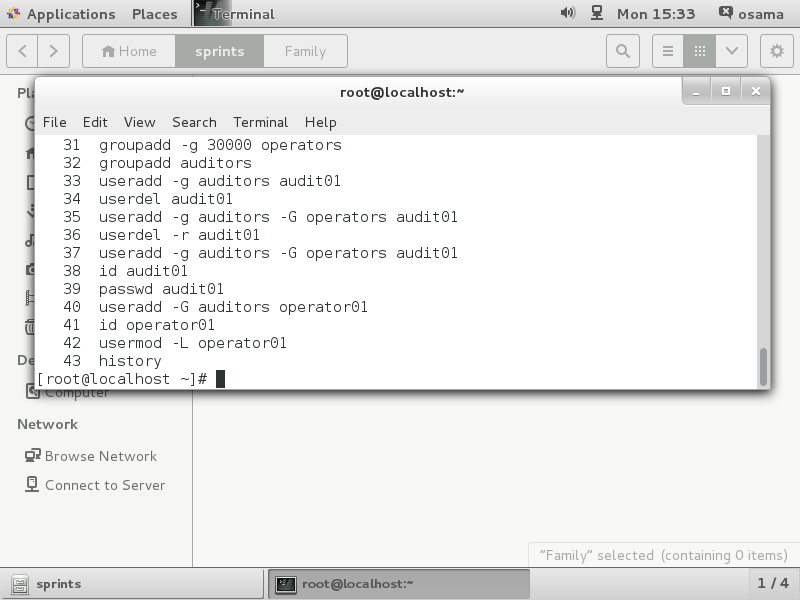 Applications Places Terminal Mon 15:33 osama
Home sprints Family
root@localhost:~
File Edit View Search Terminal Help
31 groupadd -g 30000 operators
32 groupadd auditors
33 useradd -g auditors audit01
34 userdel audit01
35 useradd -g auditors -G operators audit01
36 userdel -r audit01
37 useradd -g auditors -G operators audit01
38 id audit01
39 passwd audit01
40 useradd -G auditors operator01
41 id operator01
42 usermod -L operator01
43 history
[root@localhost ~]#
Computer
Network
Browse Network
Connect to Server
"Family" selected (containing 0 items)
sprints root@localhost:~ 1 / 4